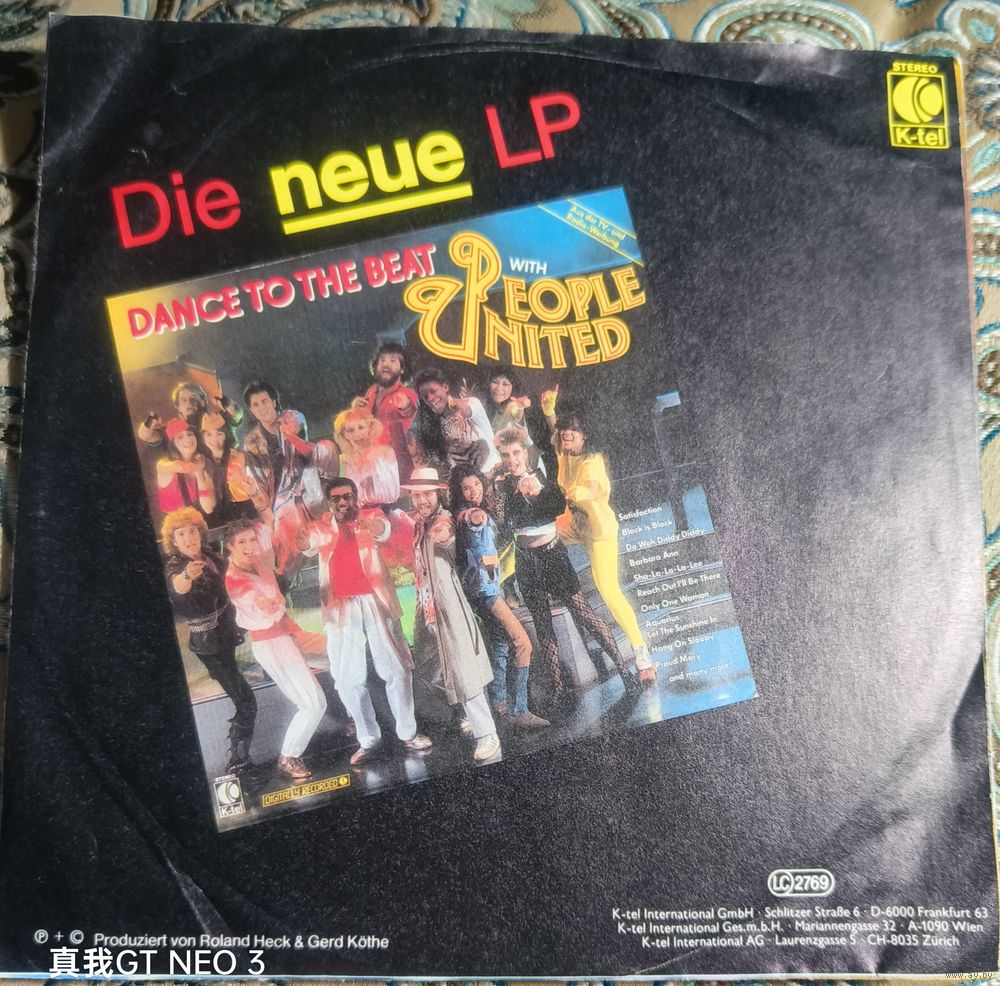 STEREO
K-tel
Die neue LP
Aus der TV- und
Radio-Werbung
DANCE TO THE BEAT
WITH
PEOPLE
UNITED
Satisfaction
Black is Black
Do Wah Diddy Diddy
Barbara Ann
Sha-La-La-La-Lee
Reach Out I'll Be There
Only One Woman
Aquarius
Let The Sunshine In
Hang On Sloopy
Proud Mary
and many more!
STEREO
K-tel
DIGITALLY RECORDED
LC 2769
K-tel International GmbH · Schlitzer Straße 6 · D-6000 Frankfurt 63
K-tel International Ges.m.b.H. · Mariannengasse 32 · A-1090 Wien
K-tel International AG · Laurenzgasse 5 · CH-8035 Zürich
℗ + © Produziert von Roland Heck & Gerd Köthe
真我GT NEO 3
www.ay.by